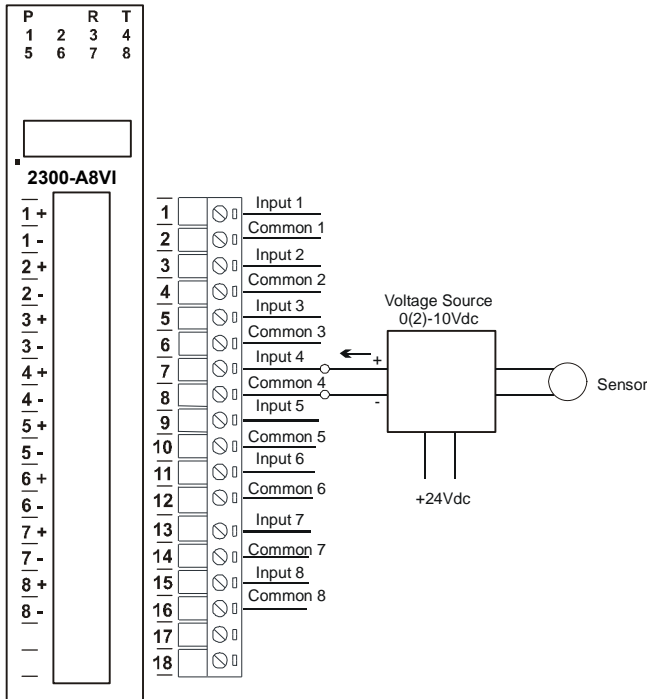 P R T
1 2 3 4
5 6 7 8
2300-A8VI
1 +
1 -
2 +
2 -
3 +
3 -
4 +
4 -
5 +
5 -
6 +
6 -
7 +
7 -
8 +
8 -
1 Input 1
2 Common 1
3 Input 2
4 Common 2
5 Input 3
6 Common 3
7 Input 4
8 Common 4
9 Input 5
10 Common 5
11 Input 6
12 Common 6
13 Input 7
14 Common 7
15 Input 8
16 Common 8
17
18
Voltage Source
0(2)-10Vdc
+
-
Sensor
+24Vdc